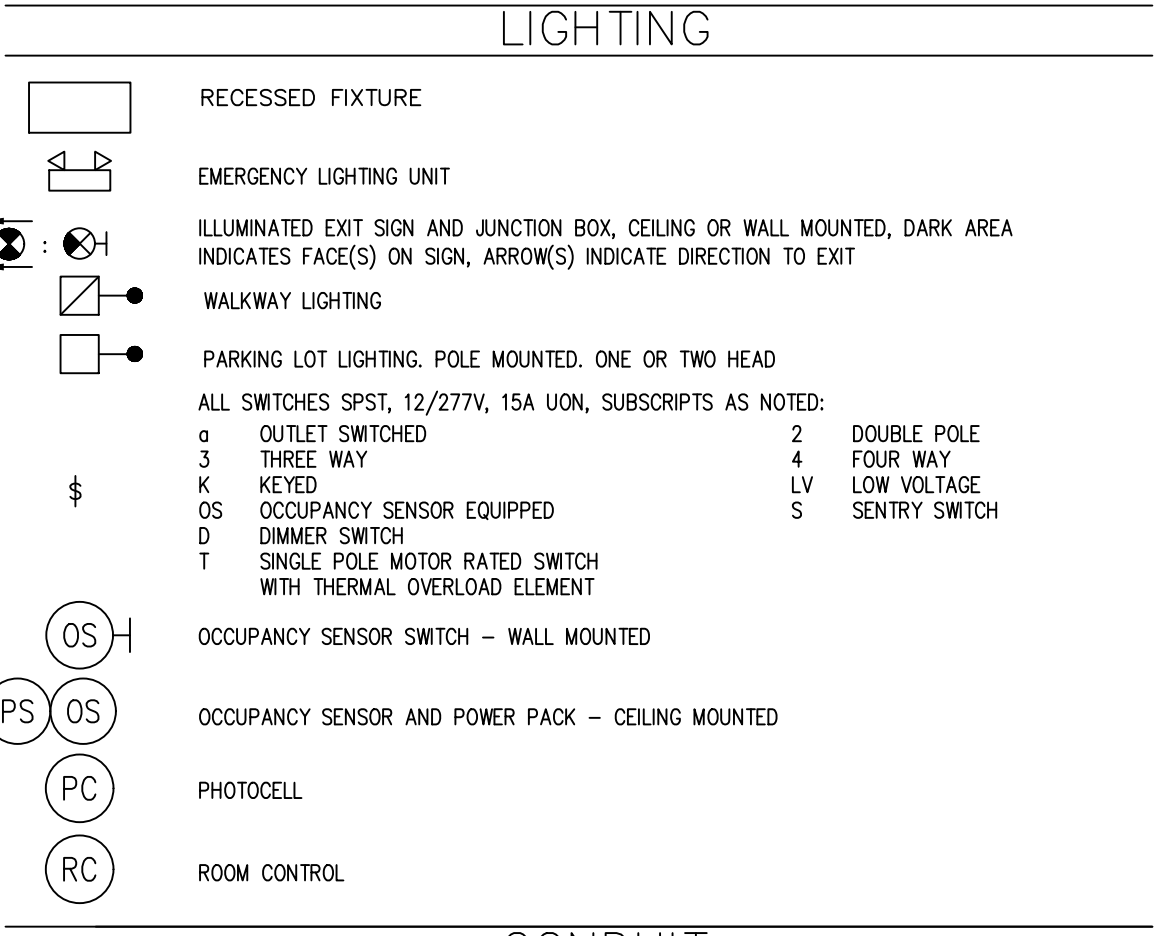 LIGHTING
RECESSED FIXTURE
EMERGENCY LIGHTING UNIT
: ILLUMINATED EXIT SIGN AND JUNCTION BOX, CEILING OR WALL MOUNTED, DARK AREA
INDICATES FACE(S) ON SIGN, ARROW(S) INDICATE DIRECTION TO EXIT
WALKWAY LIGHTING
PARKING LOT LIGHTING. POLE MOUNTED. ONE OR TWO HEAD
ALL SWITCHES SPST, 12/277V, 15A UON, SUBSCRIPTS AS NOTED:
a OUTLET SWITCHED 2 DOUBLE POLE
3 THREE WAY 4 FOUR WAY
$ K KEYED LV LOW VOLTAGE
OS OCCUPANCY SENSOR EQUIPPED S SENTRY SWITCH
D DIMMER SWITCH
T SINGLE POLE MOTOR RATED SWITCH
WITH THERMAL OVERLOAD ELEMENT
OS OCCUPANCY SENSOR SWITCH – WALL MOUNTED
PS OS OCCUPANCY SENSOR AND POWER PACK – CEILING MOUNTED
PC PHOTOCELL
RC ROOM CONTROL